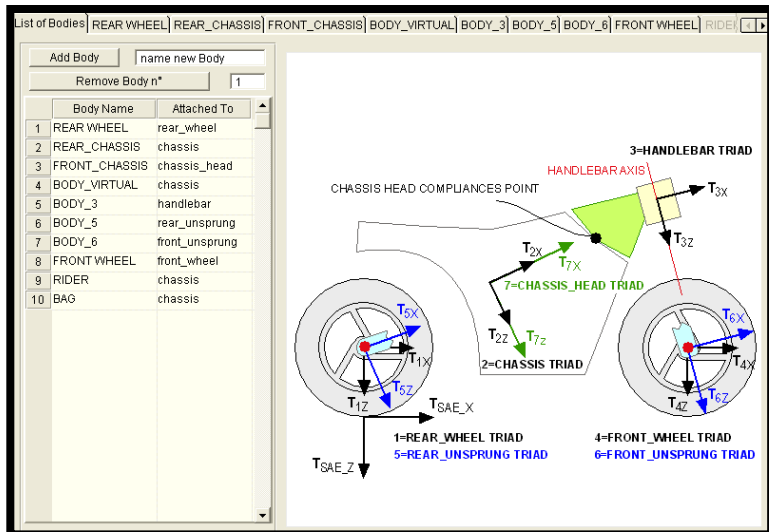 List of Bodies REAR WHEEL REAR_CHASSIS FRONT_CHASSIS BODY_VIRTUAL BODY_3 BODY_5 BODY_6 FRONT WHEEL RIDER
Add Body name new Body
Remove Body n° 1
Body Name Attached To
1 REAR WHEEL rear_wheel
2 REAR_CHASSIS chassis
3 FRONT_CHASSIS chassis_head
4 BODY_VIRTUAL chassis
5 BODY_3 handlebar
6 BODY_5 rear_unsprung
7 BODY_6 front_unsprung
8 FRONT WHEEL front_wheel
9 RIDER chassis
10 BAG chassis
3=HANDLEBAR TRIAD
HANDLEBAR AXIS
CHASSIS HEAD COMPLIANCES POINT
T3X
T3Z
T2X
T7X
7=CHASSIS_HEAD TRIAD
T2Z
T7Z
2=CHASSIS TRIAD
T5X
T1X
T5Z
T1Z
T6X
T4X
T6Z
T4Z
TSAE_X
TSAE_Z
1=REAR_WHEEL TRIAD
5=REAR_UNSPRUNG TRIAD
4=FRONT_WHEEL TRIAD
6=FRONT_UNSPRUNG TRIAD